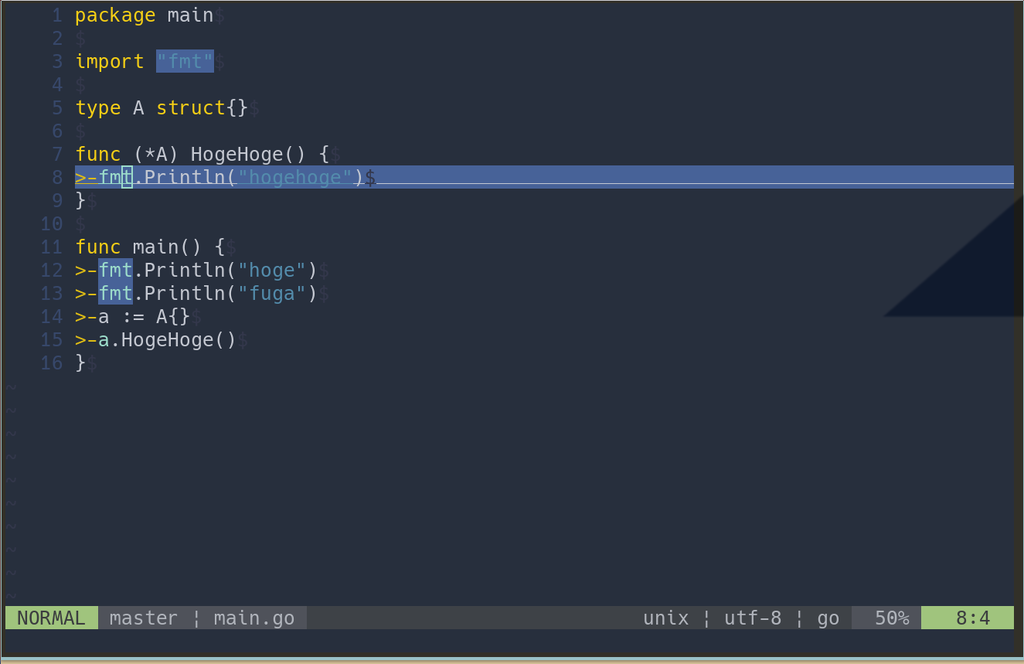 1 package main$
2 $
3 import "fmt"$
4 $
5 type A struct{}$
6 $
7 func (*A) HogeHoge() {$
8 >-fmt.Println("hogehoge")$
9 }$
10 $
11 func main() {$
12 >-fmt.Println("hoge")$
13 >-fmt.Println("fuga")$
14 >-a := A{}$
15 >-a.HogeHoge()$
16 }$
~
~
~
~
~
~
~
~
~
~
NORMAL master ¦ main.go unix ¦ utf-8 ¦ go 50% 8:4